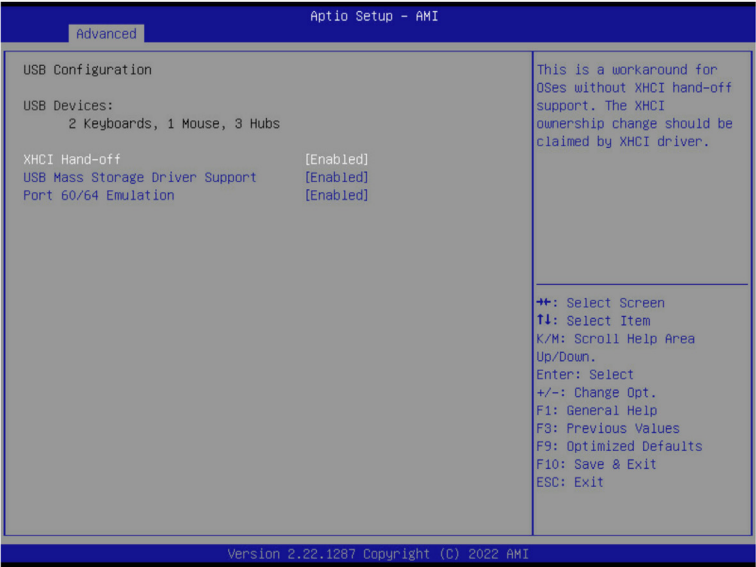 Aptio Setup - AMI
Advanced
USB Configuration
USB Devices:
2 Keyboards, 1 Mouse, 3 Hubs
XHCI Hand-off [Enabled]
USB Mass Storage Driver Support [Enabled]
Port 60/64 Emulation [Enabled]
This is a workaround for
OSes without XHCI hand-off
support. The XHCI
ownership change should be
claimed by XHCI driver.
→←: Select Screen
↑↓: Select Item
K/M: Scroll Help Area
Up/Down.
Enter: Select
+/-: Change Opt.
F1: General Help
F3: Previous Values
F9: Optimized Defaults
F10: Save & Exit
ESC: Exit
Version 2.22.1287 Copyright (C) 2022 AMI